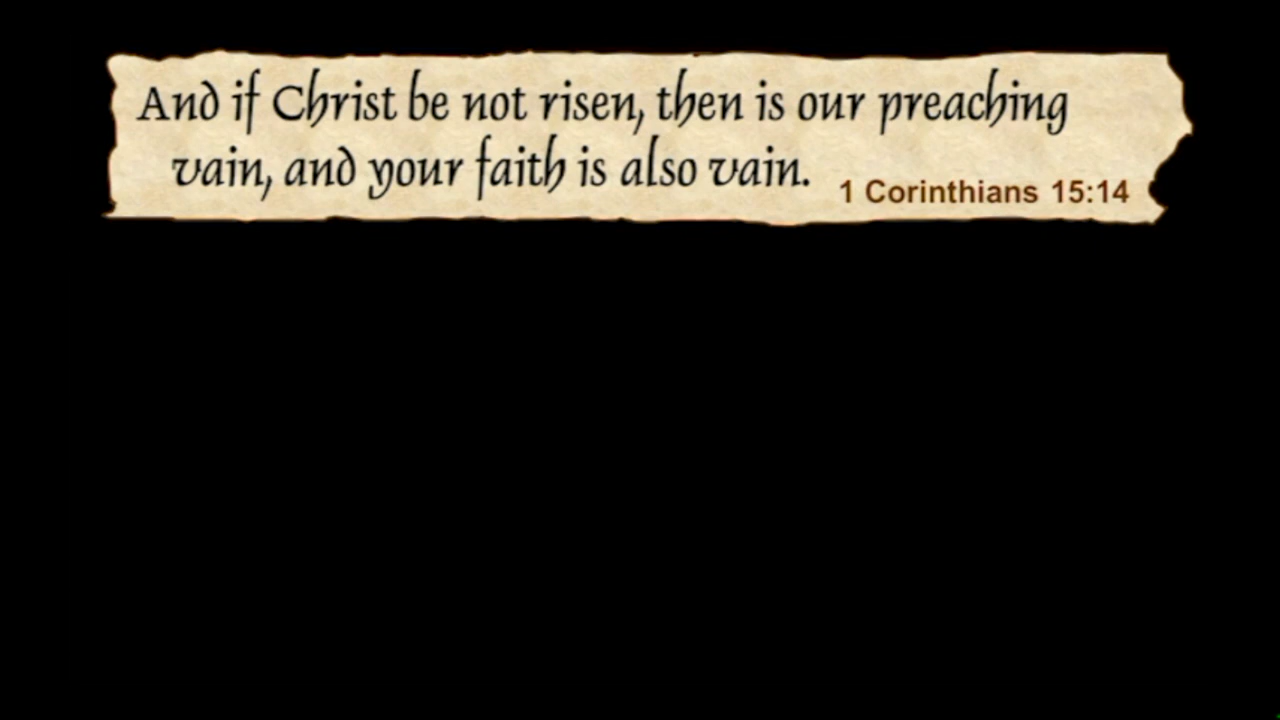 And if Christ be not risen, then is our preaching
vain, and your faith is also vain.
1 Corinthians 15:14